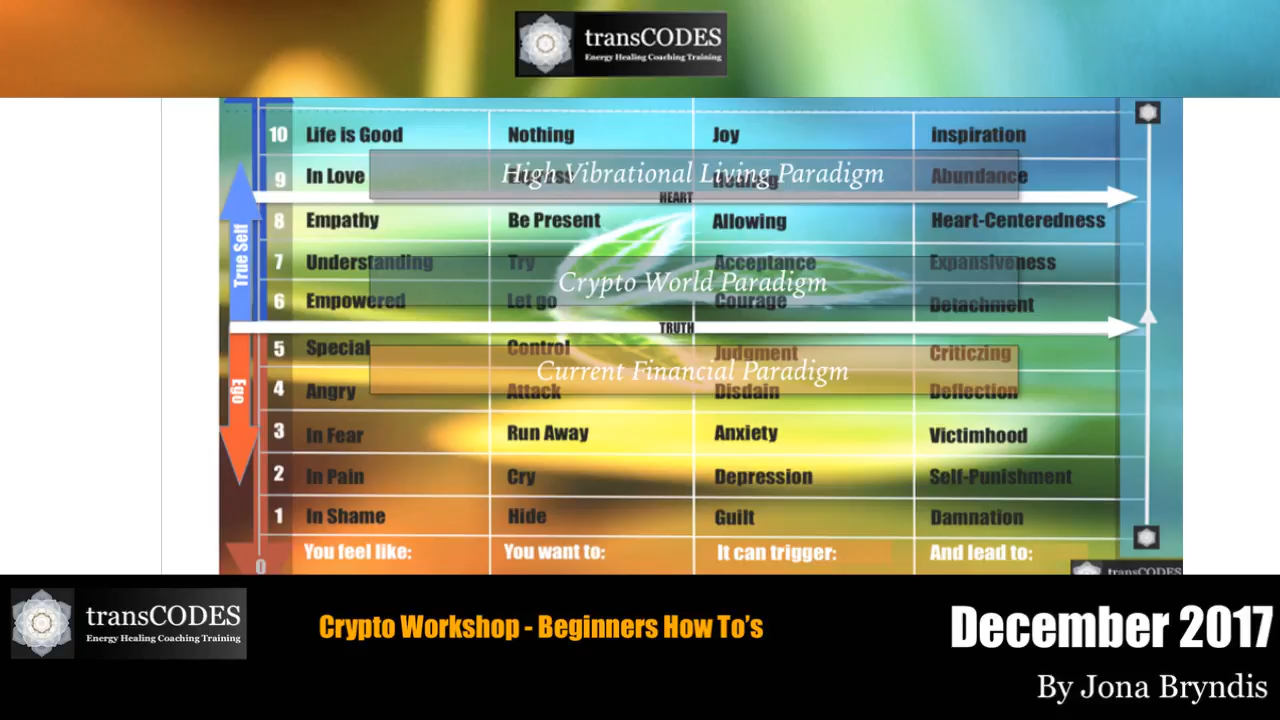 transCODES
Energy Healing Coaching Training
10 Life is Good Nothing Joy inspiration
High Vibrational Living Paradigm
9 In Love Healing Abundance
HEART
8 Empathy Be Present Allowing Heart-Centeredness
7 Understanding Try Acceptance Expansiveness
Crypto World Paradigm
6 Empowered Let go Courage Detachment
True Self
TRUTH
5 Special Control Judgment Criticzing
Current Financial Paradigm
4 Angry Attack Disdain Deflection
Ego
3 In Fear Run Away Anxiety Victimhood
2 In Pain Cry Depression Self-Punishment
1 In Shame Hide Guilt Damnation
You feel like: You want to: It can trigger: And lead to:
0
transCODES
transCODES
Energy Healing Coaching Training
Crypto Workshop - Beginners How To's
December 2017
By Jona Bryndis